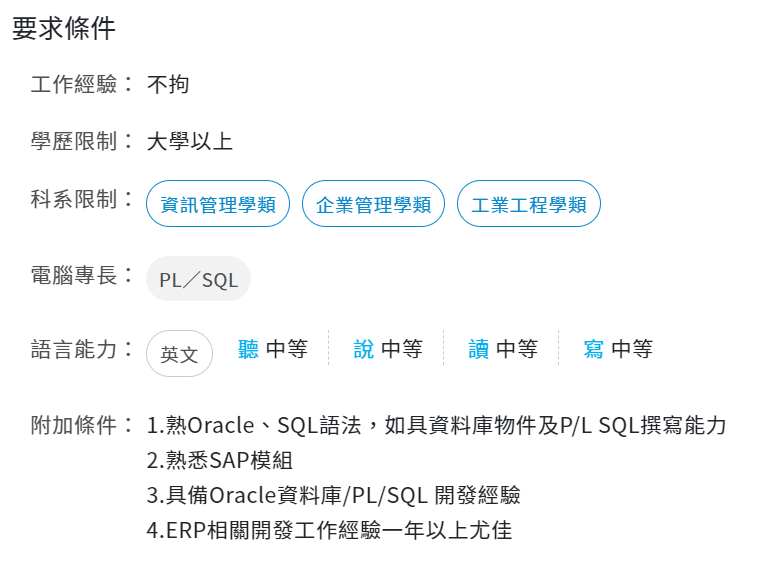 要求條件
工作經驗： 不拘
學歷限制： 大學以上
科系限制： 資訊管理學類 企業管理學類 工業工程學類
電腦專長： PL／SQL
語言能力： 英文 聽 中等 說 中等 讀 中等 寫 中等
附加條件： 1.熟Oracle、SQL語法，如具資料庫物件及P/L SQL撰寫能力
2.熟悉SAP模組
3.具備Oracle資料庫/PL/SQL 開發經驗
4.ERP相關開發工作經驗一年以上尤佳